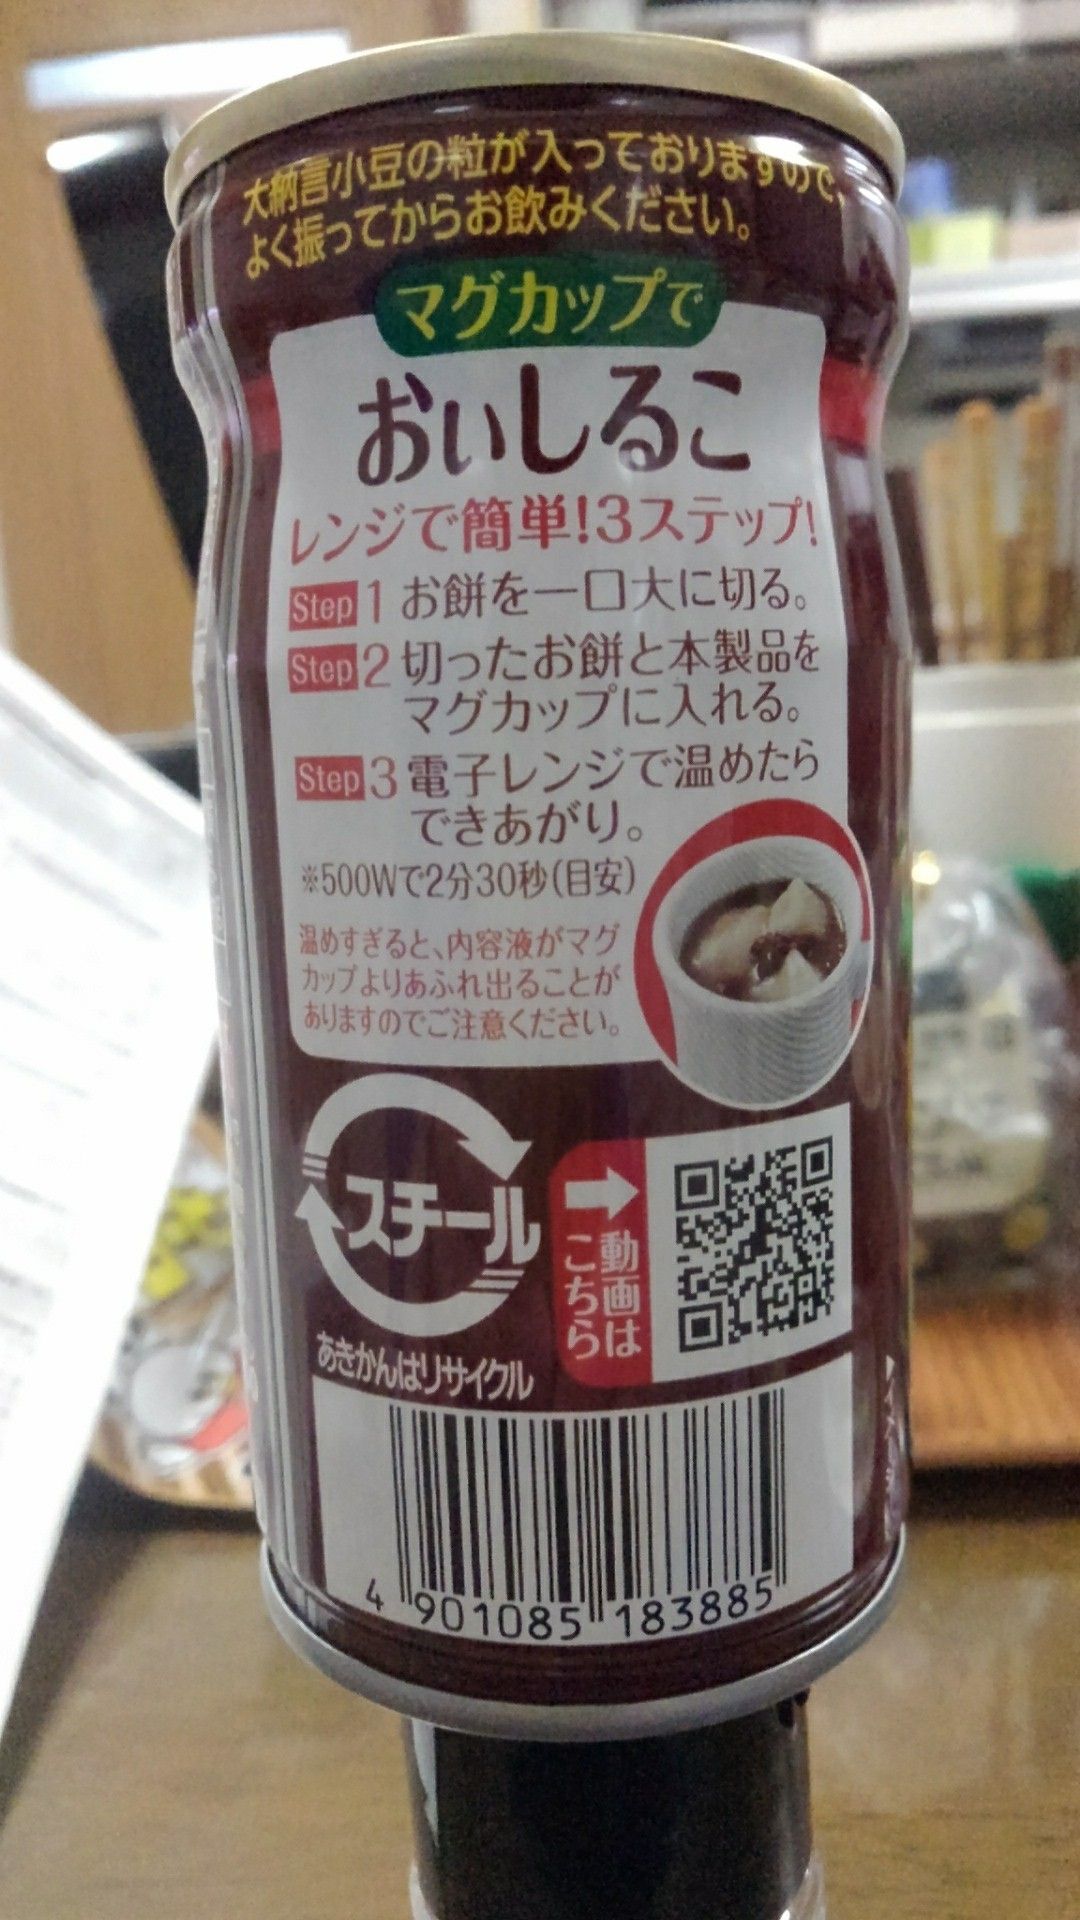 大納言小豆の粒が入っておりますので、
よく振ってからお飲みください。
マグカップで
おいしるこ
レンジで簡単!3ステップ!
Step1 お餅を一口大に切る。
Step2 切ったお餅と本製品を
マグカップに入れる。
Step3 電子レンジで温めたら
できあがり。
※500Wで2分30秒(目安)
温めすぎると、内容液がマグ
カップよりあふれ出ることが
ありますのでご注意ください。
スチール
あきかんはリサイクル
動画は
こちら
4 901085 183885